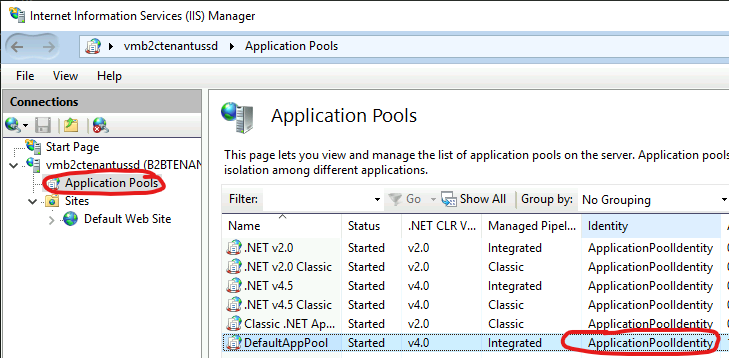 Internet Information Services (IIS) Manager
vmb2ctenantussd
Application Pools
File View Help
Connections
Start Page
vmb2ctenantussd (B2BTENAN
Application Pools
Sites
Default Web Site
Application Pools
This page lets you view and manage the list of application pools on the server. Application pools
isolation among different applications.
Filter: Go Show All Group by: No Grouping
Name Status .NET CLR V... Managed Pipel... Identity
.NET v2.0 Started v2.0 Integrated ApplicationPoolIdentity
.NET v2.0 Classic Started v2.0 Classic ApplicationPoolIdentity
.NET v4.5 Started v4.0 Integrated ApplicationPoolIdentity
.NET v4.5 Classic Started v4.0 Classic ApplicationPoolIdentity
Classic .NET Ap... Started v2.0 Classic ApplicationPoolIdentity
DefaultAppPool Started v4.0 Integrated ApplicationPoolIdentity